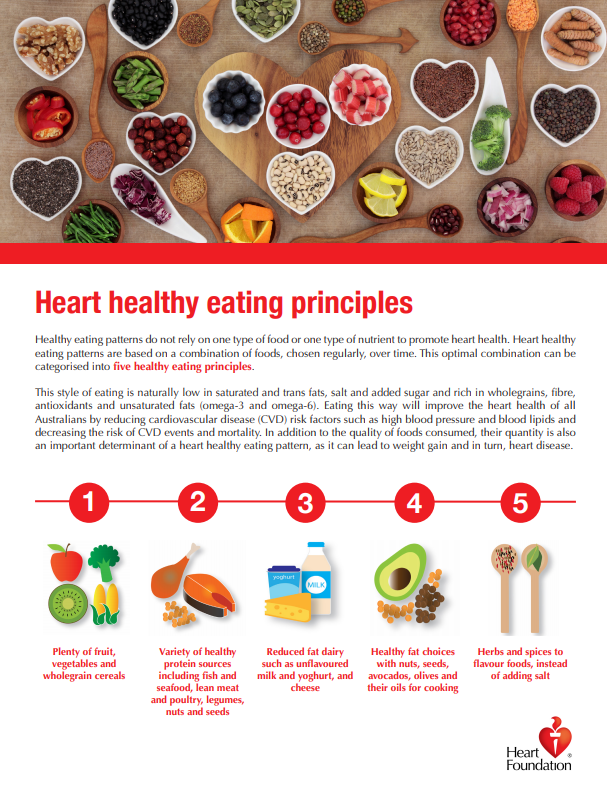 Heart healthy eating principles
Healthy eating patterns do not rely on one type of food or one type of nutrient to promote heart health. Heart healthy
eating patterns are based on a combination of foods, chosen regularly, over time. This optimal combination can be
categorised into five healthy eating principles.
This style of eating is naturally low in saturated and trans fats, salt and added sugar and rich in wholegrains, fibre,
antioxidants and unsaturated fats (omega-3 and omega-6). Eating this way will improve the heart health of all
Australians by reducing cardiovascular disease (CVD) risk factors such as high blood pressure and blood lipids and
decreasing the risk of CVD events and mortality. In addition to the quality of foods consumed, their quantity is also
an important determinant of a heart healthy eating pattern, as it can lead to weight gain and in turn, heart disease.
1
2
3
4
5
yoghurt
MILK
Plenty of fruit,
vegetables and
wholegrain cereals
Variety of healthy
protein sources
including fish and
seafood, lean meat
and poultry, legumes,
nuts and seeds
Reduced fat dairy
such as unflavoured
milk and yoghurt, and
cheese
Healthy fat choices
with nuts, seeds,
avocados, olives and
their oils for cooking
Herbs and spices to
flavour foods, instead
of adding salt
Heart
Foundation®